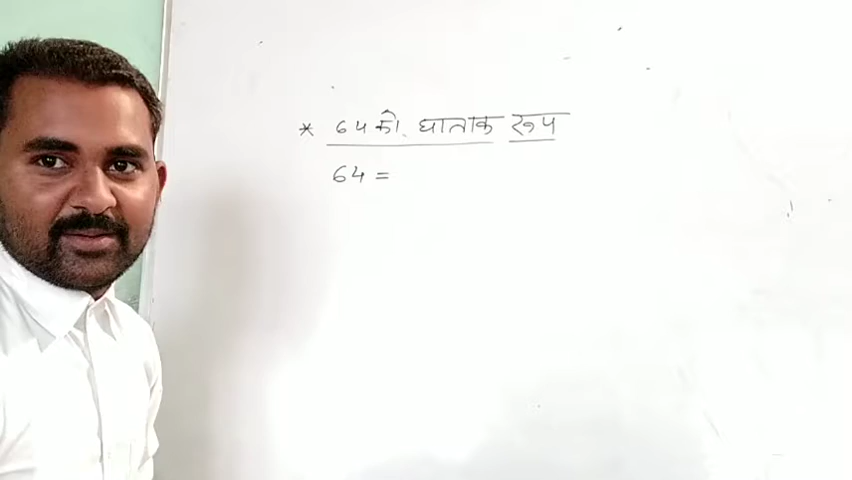 * 64 को घाताक रूप
64 =